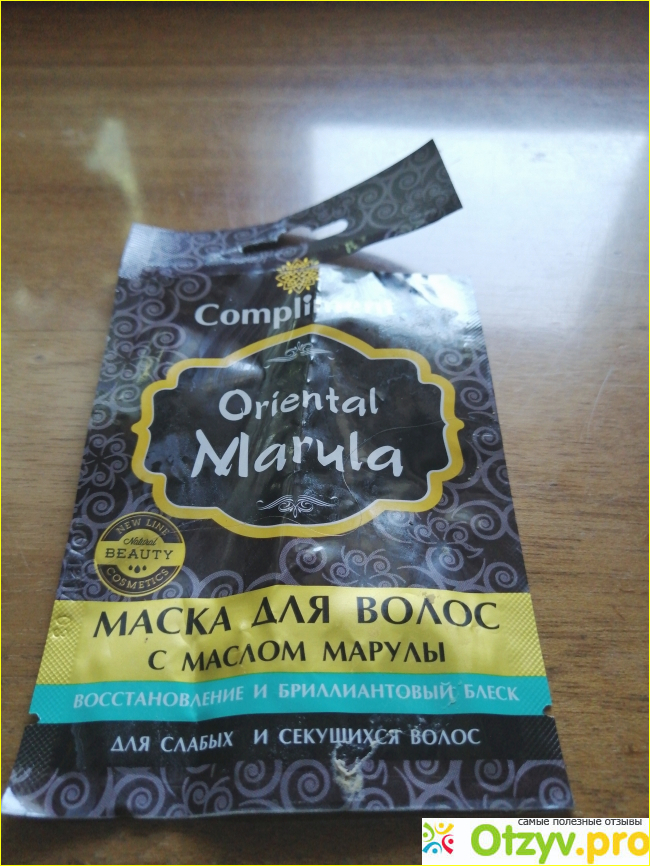 Compli
Oriental
Marula
NEW LINE
Natural
BEAUTY
COSMETICS
МАСКА ДЛЯ ВОЛОС
С МАСЛОМ МАРУЛЫ
ВОССТАНОВЛЕНИЕ И БРИЛЛИАНТОВЫЙ БЛЕСК
ДЛЯ СЛАБЫХ И СЕКУЩИХСЯ ВОЛОС
самые полезные отзывы
Otzyv.pro